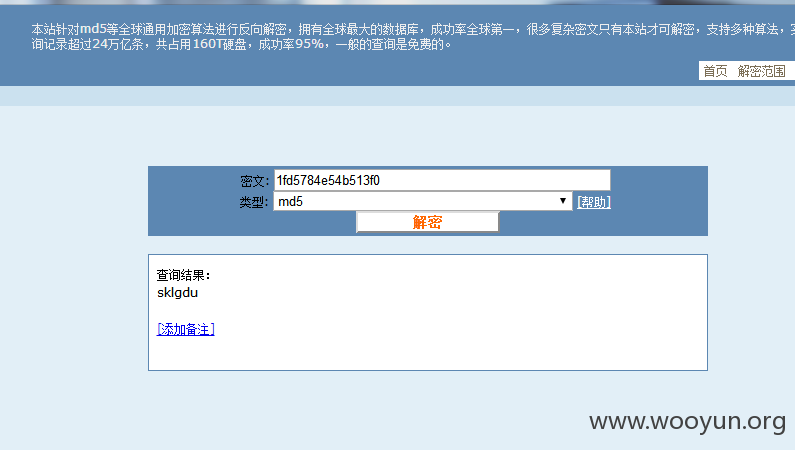 本站针对md5等全球通用加密算法进行反向解密，拥有全球最大的数据库，成功率全球第一，很多复杂密文只有本站才可解密，支持多种算法，实
询记录超过24万亿条，共占用160T硬盘，成功率95%，一般的查询是免费的。
首页 解密范围
密文: 1fd5784e54b513f0
类型: md5 [帮助]
解密
查询结果:
sklgdu
[添加备注]
www.wooyun.org